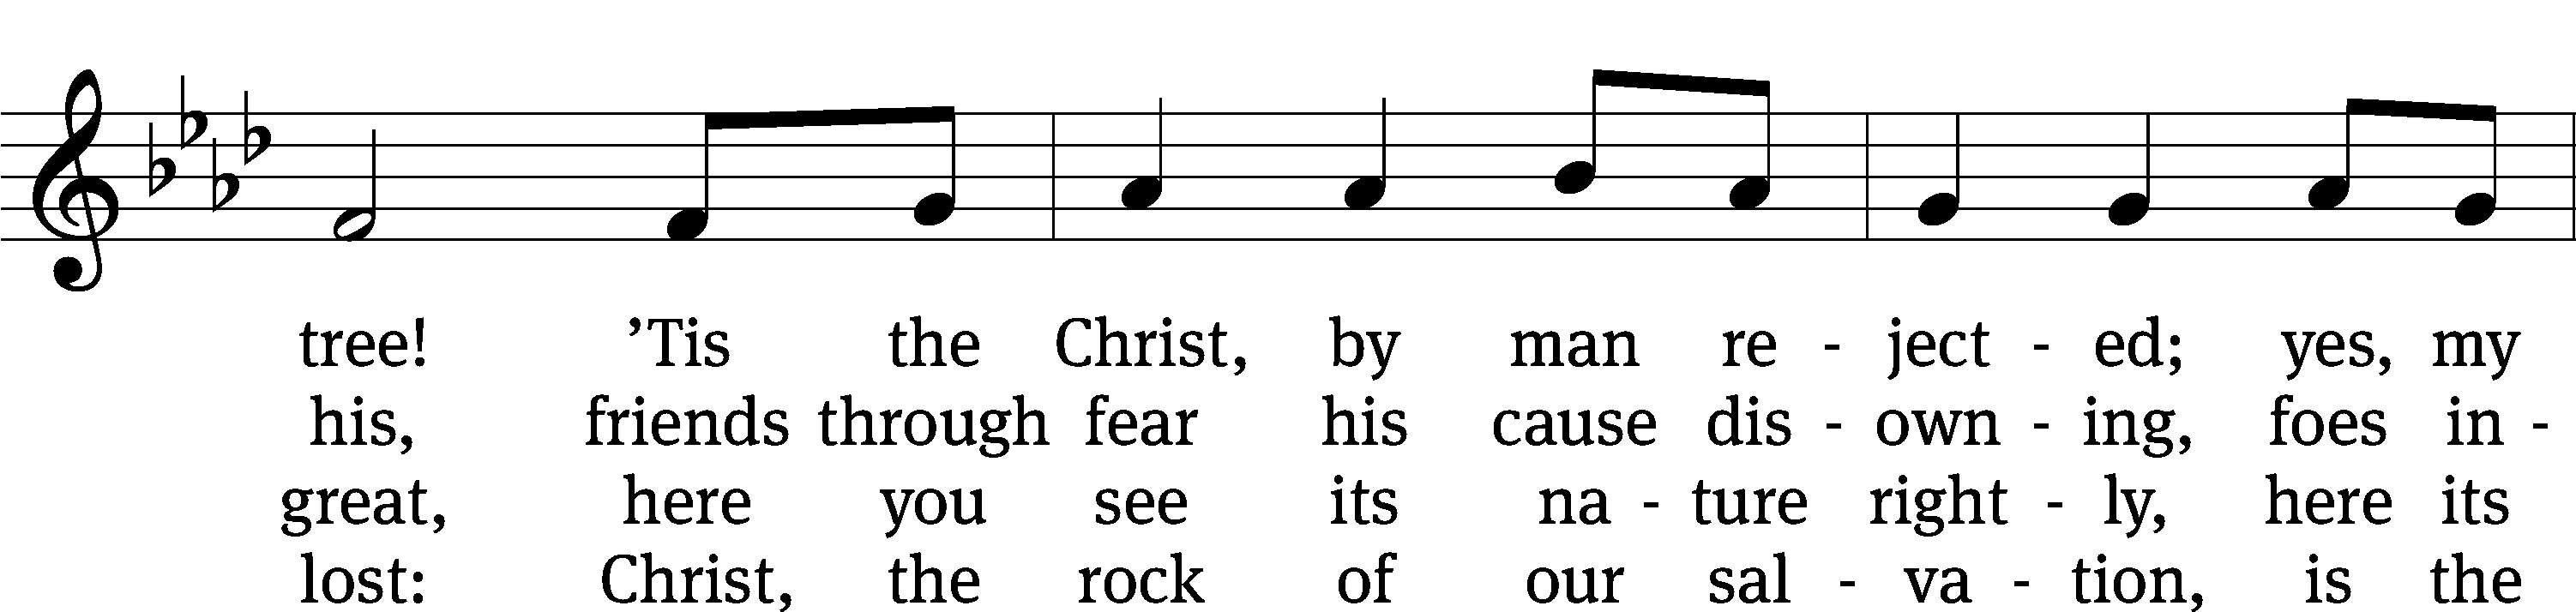 tree! ’Tis the Christ, by man re - ject - ed; yes, my
his, friends through fear his cause dis - own - ing, foes in -
great, here you see its na - ture right - ly, here its
lost: Christ, the rock of our sal - va - tion, is the